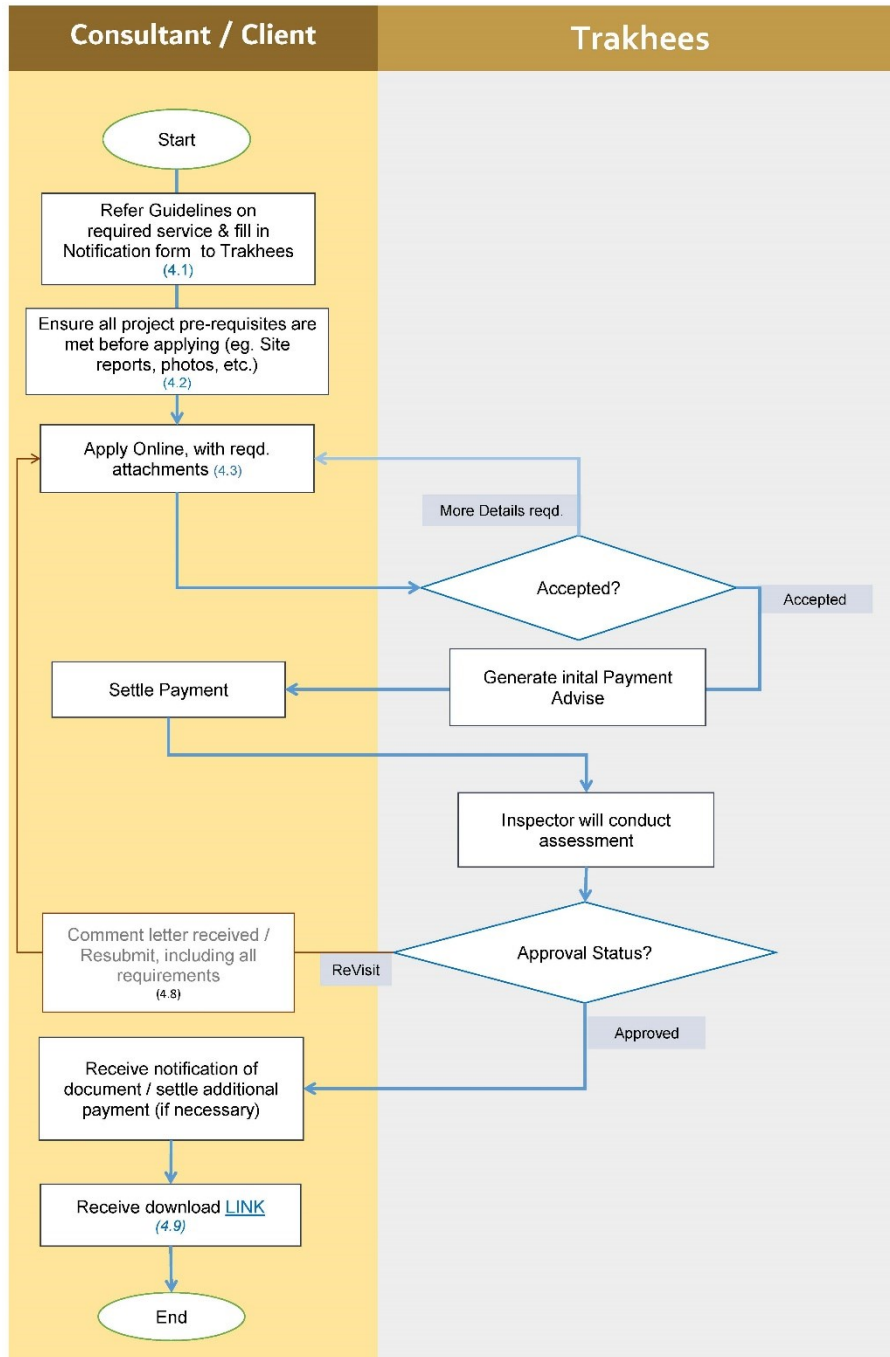 Consultant / Client
Trakhees
Start
Refer Guidelines on
required service & fill in
Notification form to Trakhees
(4.1)
Ensure all project pre-requisites are
met before applying (eg. Site
reports, photos, etc.)
(4.2)
Apply Online, with reqd.
attachments (4.3)
More Details reqd.
Accepted?
Accepted
Generate inital Payment
Advise
Settle Payment
Inspector will conduct
assessment
Approval Status?
ReVisit
Comment letter received /
Resubmit, including all
requirements
(4.8)
Approved
Receive notification of
document / settle additional
payment (if necessary)
Receive download LINK
(4.9)
End